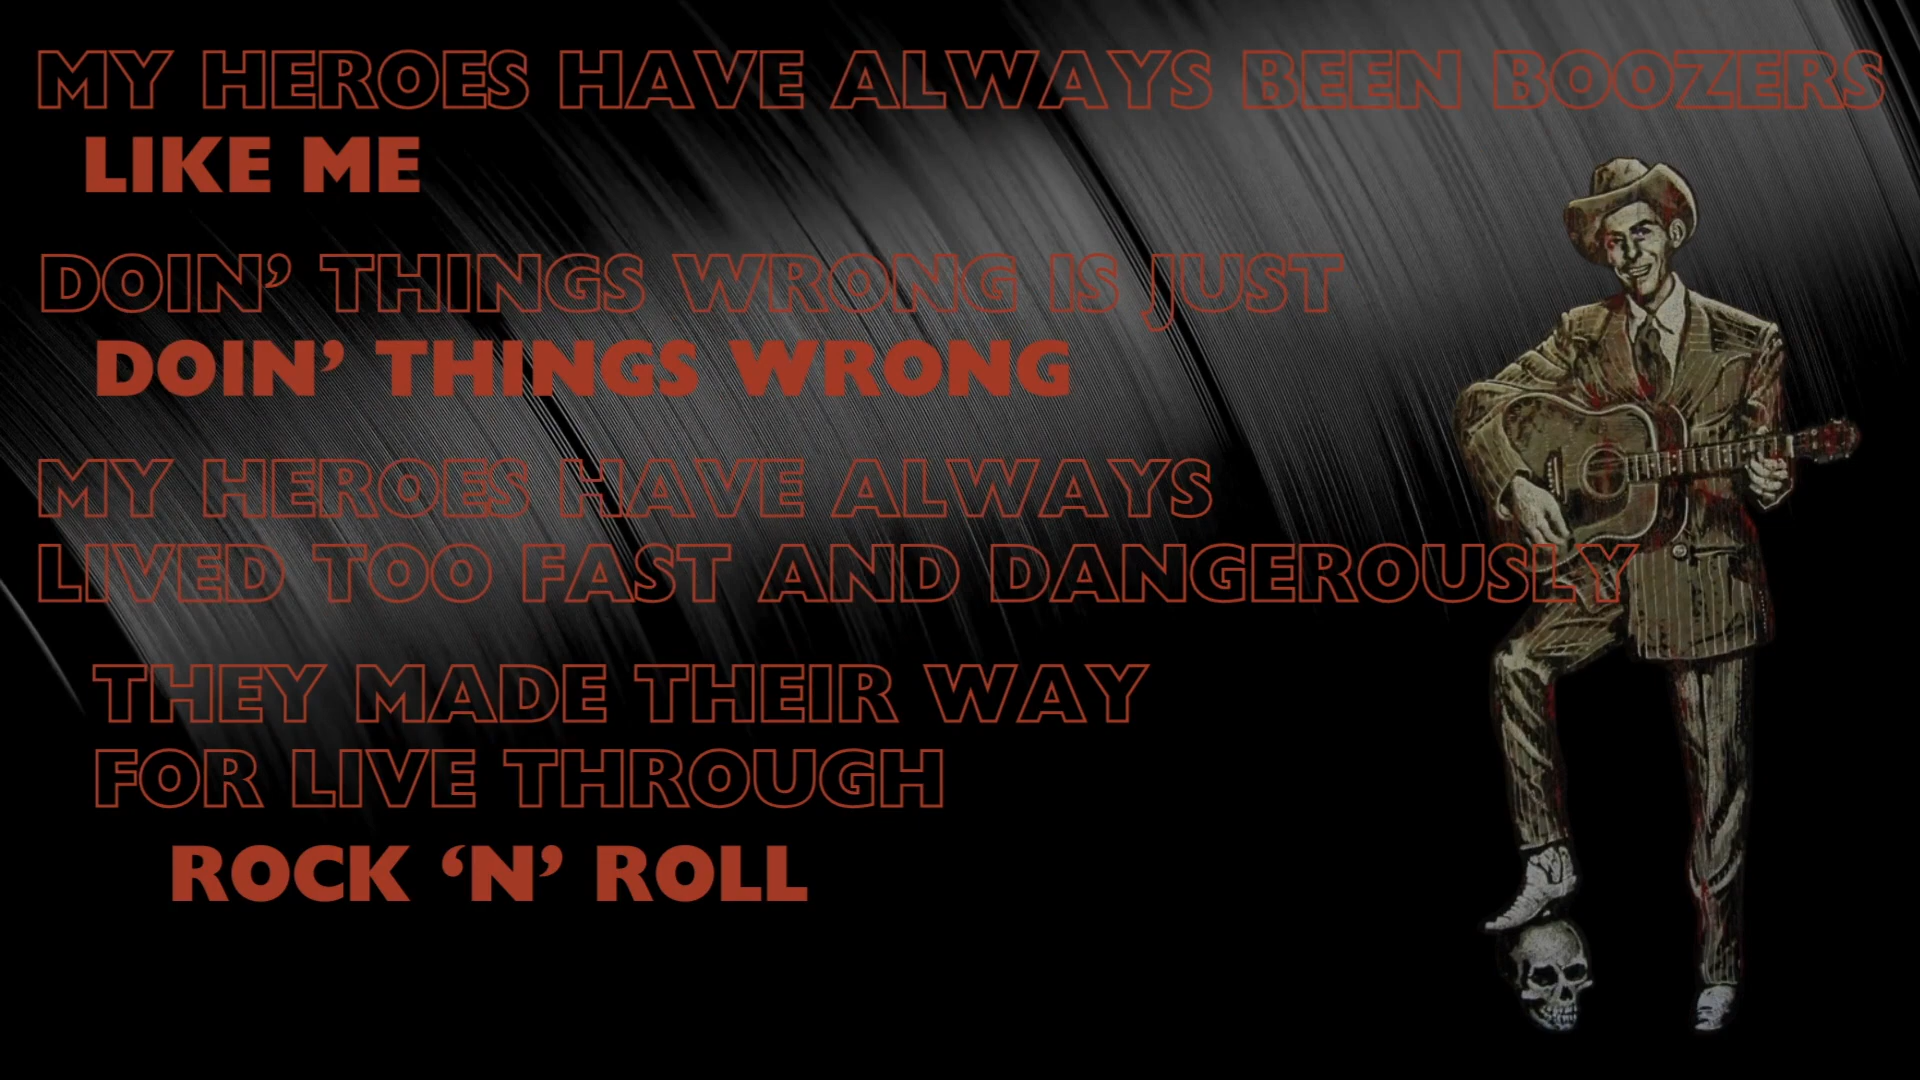 MY HEROES HAVE ALWAYS BEEN BOOZERS
LIKE ME
DOIN’ THINGS WRONG IS JUST
DOIN’ THINGS WRONG
MY HEROES HAVE ALWAYS
LIVED TOO FAST AND DANGEROUSLY
THEY MADE THEIR WAY
FOR LIVE THROUGH
ROCK ‘N’ ROLL